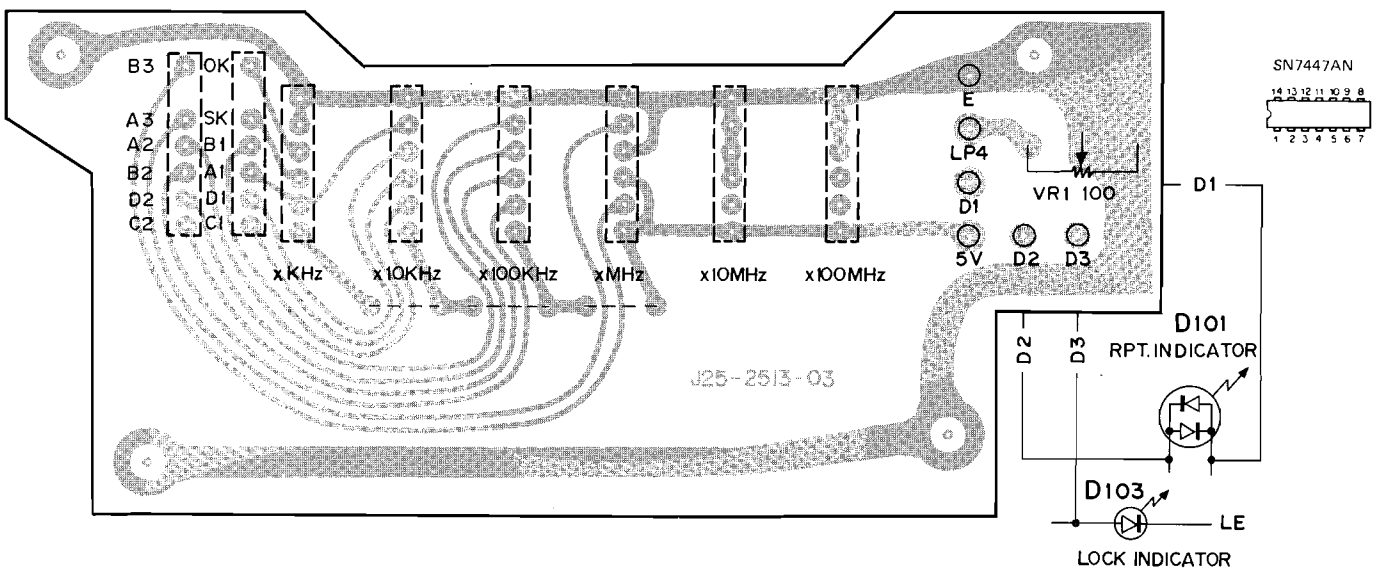 B3 OK
A3 SK
A2 B1
B2 A1
D2 D1
C2 C1
x KHz x 10KHz x 100KHz x MHz x 10MHz x 100MHz
E
LP4
D1
VR1 100
5V D2 D3
D1
SN7447AN
14 13 12 11 10 9 8
1 2 3 4 5 6 7
J25-2513-03
D2 D3
D101
RPT. INDICATOR
D103
LE
LOCK INDICATOR